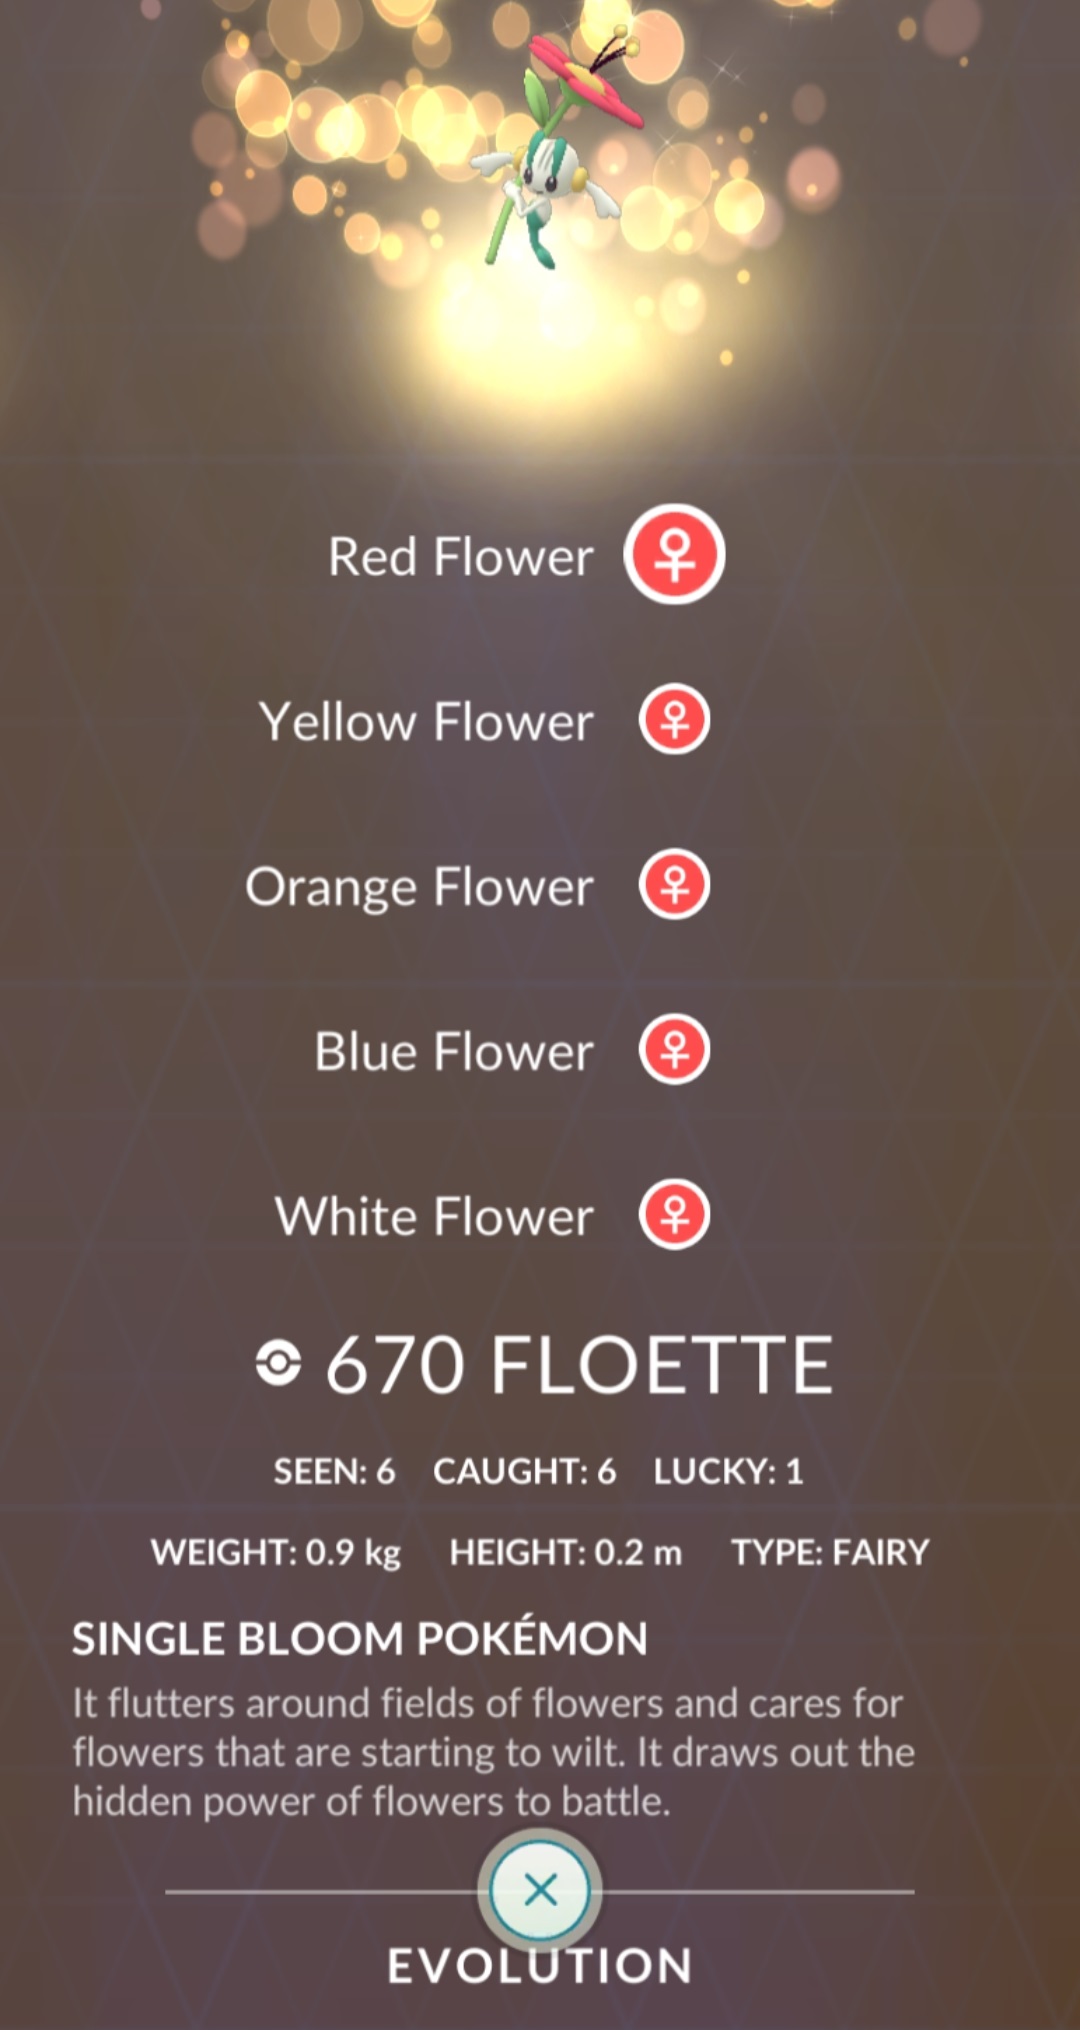 Red Flower
Yellow Flower
Orange Flower
Blue Flower
White Flower
670 FLOETTE
SEEN: 6 CAUGHT: 6 LUCKY: 1
WEIGHT: 0.9 kg HEIGHT: 0.2 m TYPE: FAIRY
SINGLE BLOOM POKÉMON
It flutters around fields of flowers and cares for
flowers that are starting to wilt. It draws out the
hidden power of flowers to battle.
EVOLUTION